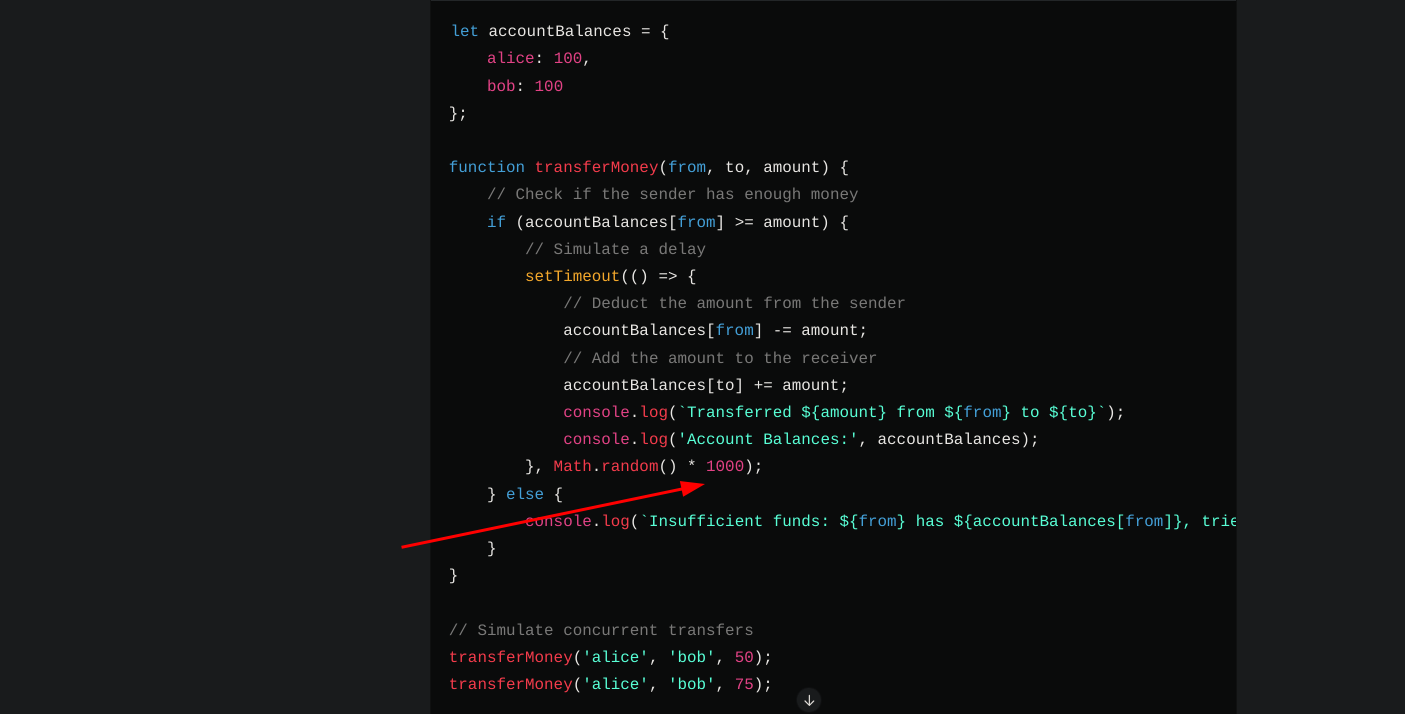 let accountBalances = {
    alice: 100,
    bob: 100
};

function transferMoney(from, to, amount) {
    // Check if the sender has enough money
    if (accountBalances[from] >= amount) {
        // Simulate a delay
        setTimeout(() => {
            // Deduct the amount from the sender
            accountBalances[from] -= amount;
            // Add the amount to the receiver
            accountBalances[to] += amount;
            console.log(`Transferred ${amount} from ${from} to ${to}`);
            console.log('Account Balances:', accountBalances);
        }, Math.random() * 1000);
    } else {
        console.log(`Insufficient funds: ${from} has ${accountBalances[from]}, trie
    }
}

// Simulate concurrent transfers
transferMoney('alice', 'bob', 50);
transferMoney('alice', 'bob', 75);